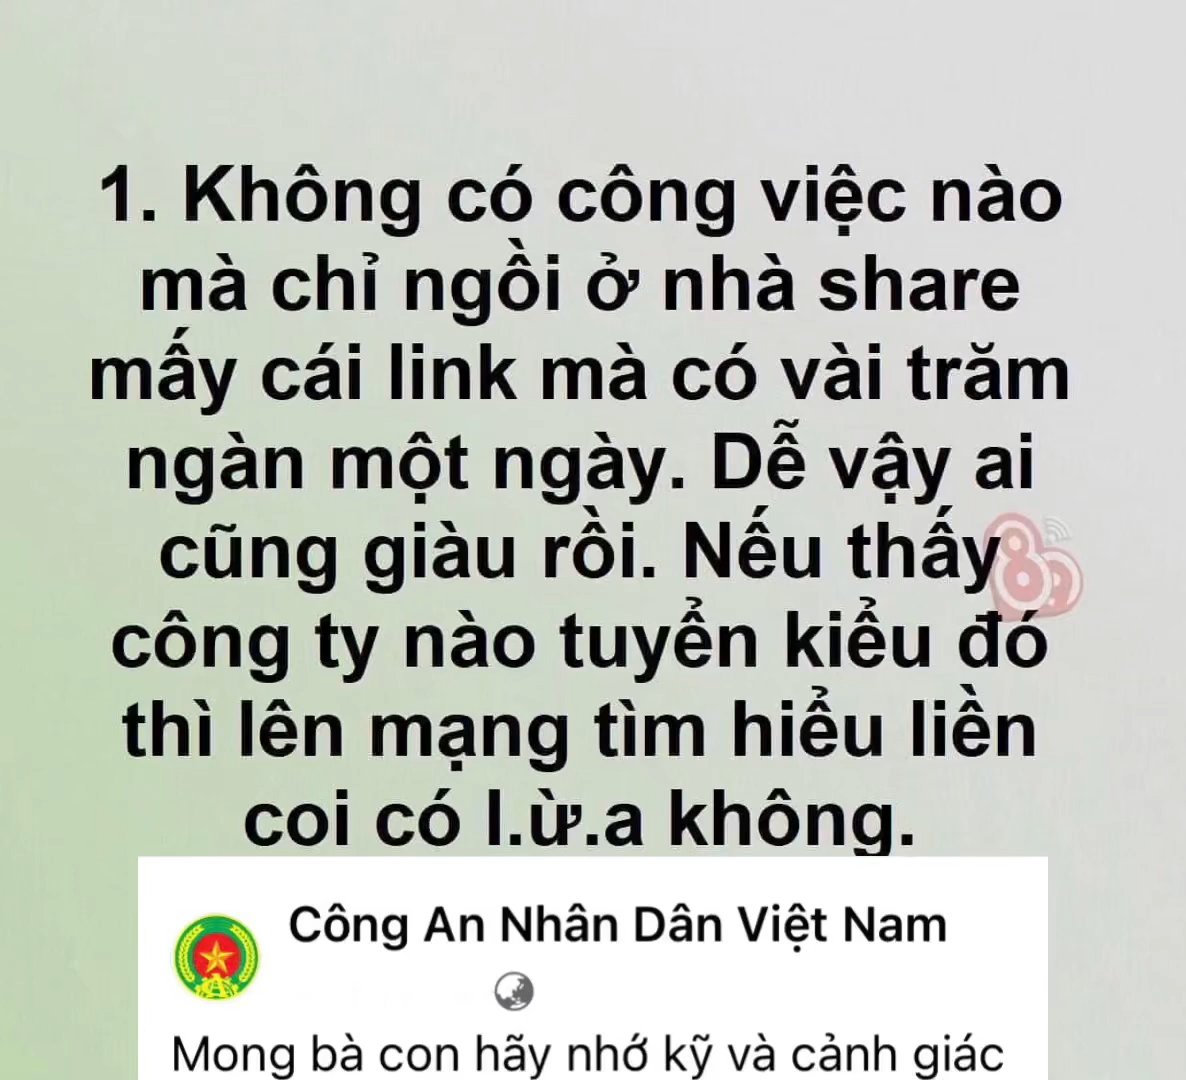 1. Không có công việc nào
mà chỉ ngồi ở nhà share
mấy cái link mà có vài trăm
ngàn một ngày. Dễ vậy ai
cũng giàu rồi. Nếu thấy
công ty nào tuyển kiểu đó
thì lên mạng tìm hiểu liền
coi có l.ừ.a không.
Công An Nhân Dân Việt Nam
Mong bà con hãy nhớ kỹ và cảnh giác